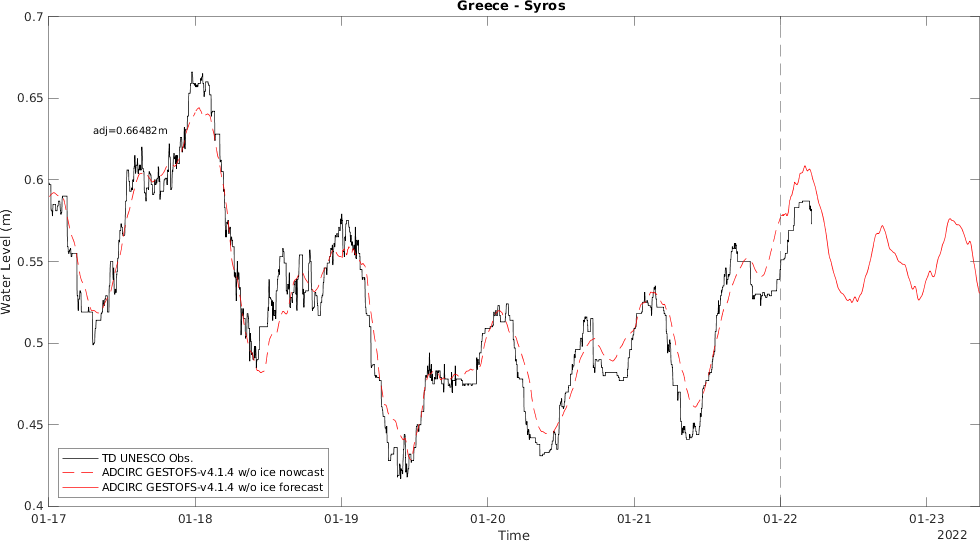 Greece - Syros
0.7
0.65
adj=0.66482m
0.6
0.55
Water Level (m)
0.5
0.45
TD UNESCO Obs.
ADCIRC GESTOFS-v4.1.4 w/o ice nowcast
ADCIRC GESTOFS-v4.1.4 w/o ice forecast
0.4
01-17 01-18 01-19 01-20 01-21 01-22 01-23
Time
2022